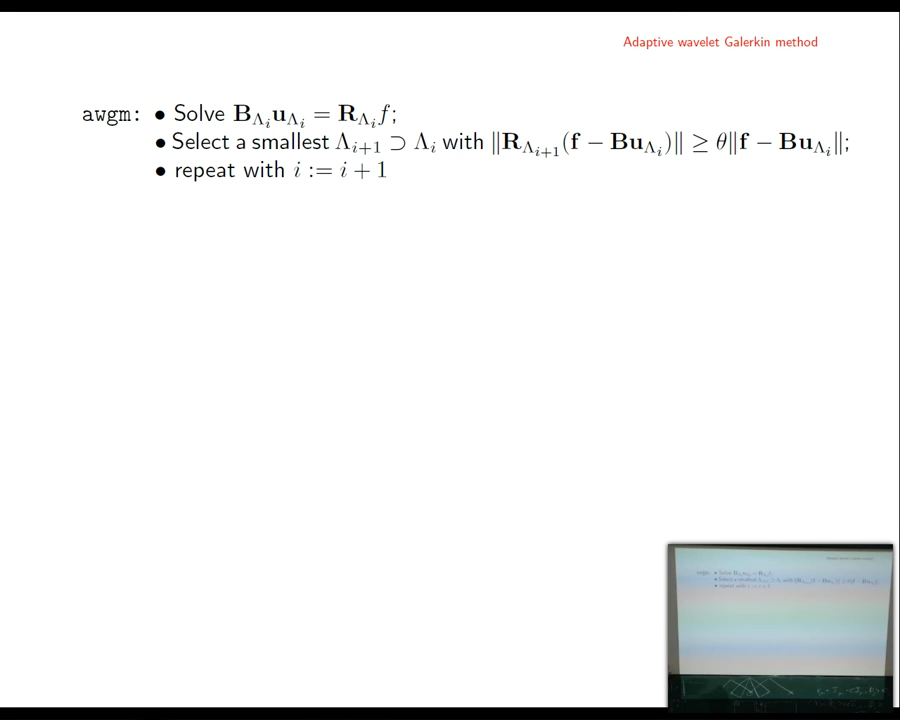 Adaptive wavelet Galerkin method
awgm: • Solve 𝐁_{Λ_i}𝐮_{Λ_i} = 𝐑_{Λ_i}f;
• Select a smallest Λ_{i+1} ⊃ Λ_i with ‖𝐑_{Λ_{i+1}}(𝐟 − 𝐁𝐮_{Λ_i})‖ ≥ θ‖𝐟 − 𝐁𝐮_{Λ_i}‖;
• repeat with i := i + 1